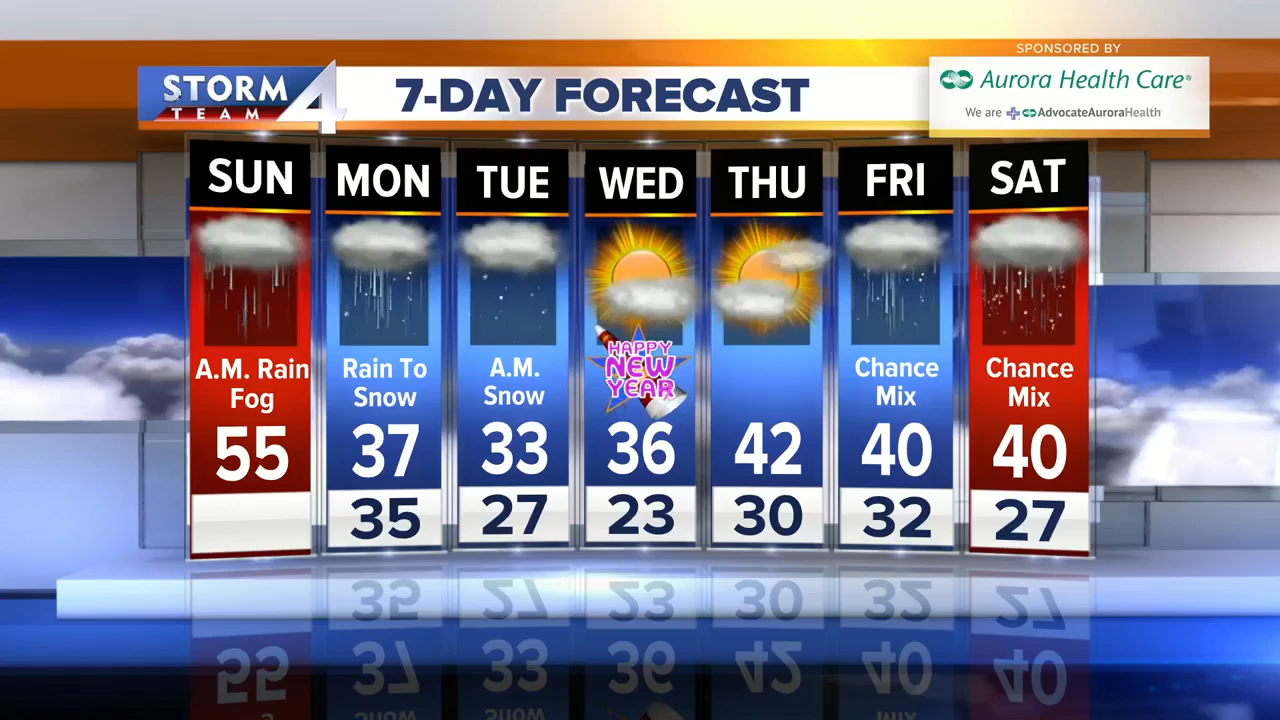 SPONSORED BY
STORM
TEAM 4
7-DAY FORECAST
Aurora Health Care®
We are AdvocateAuroraHealth
SUN MON TUE WED THU FRI SAT
HAPPY
NEW
YEAR
A.M. Rain
Fog
Rain To
Snow
A.M.
Snow
Chance
Mix
Chance
Mix
55 37 33 36 42 40 40
35 27 23 30 32 27